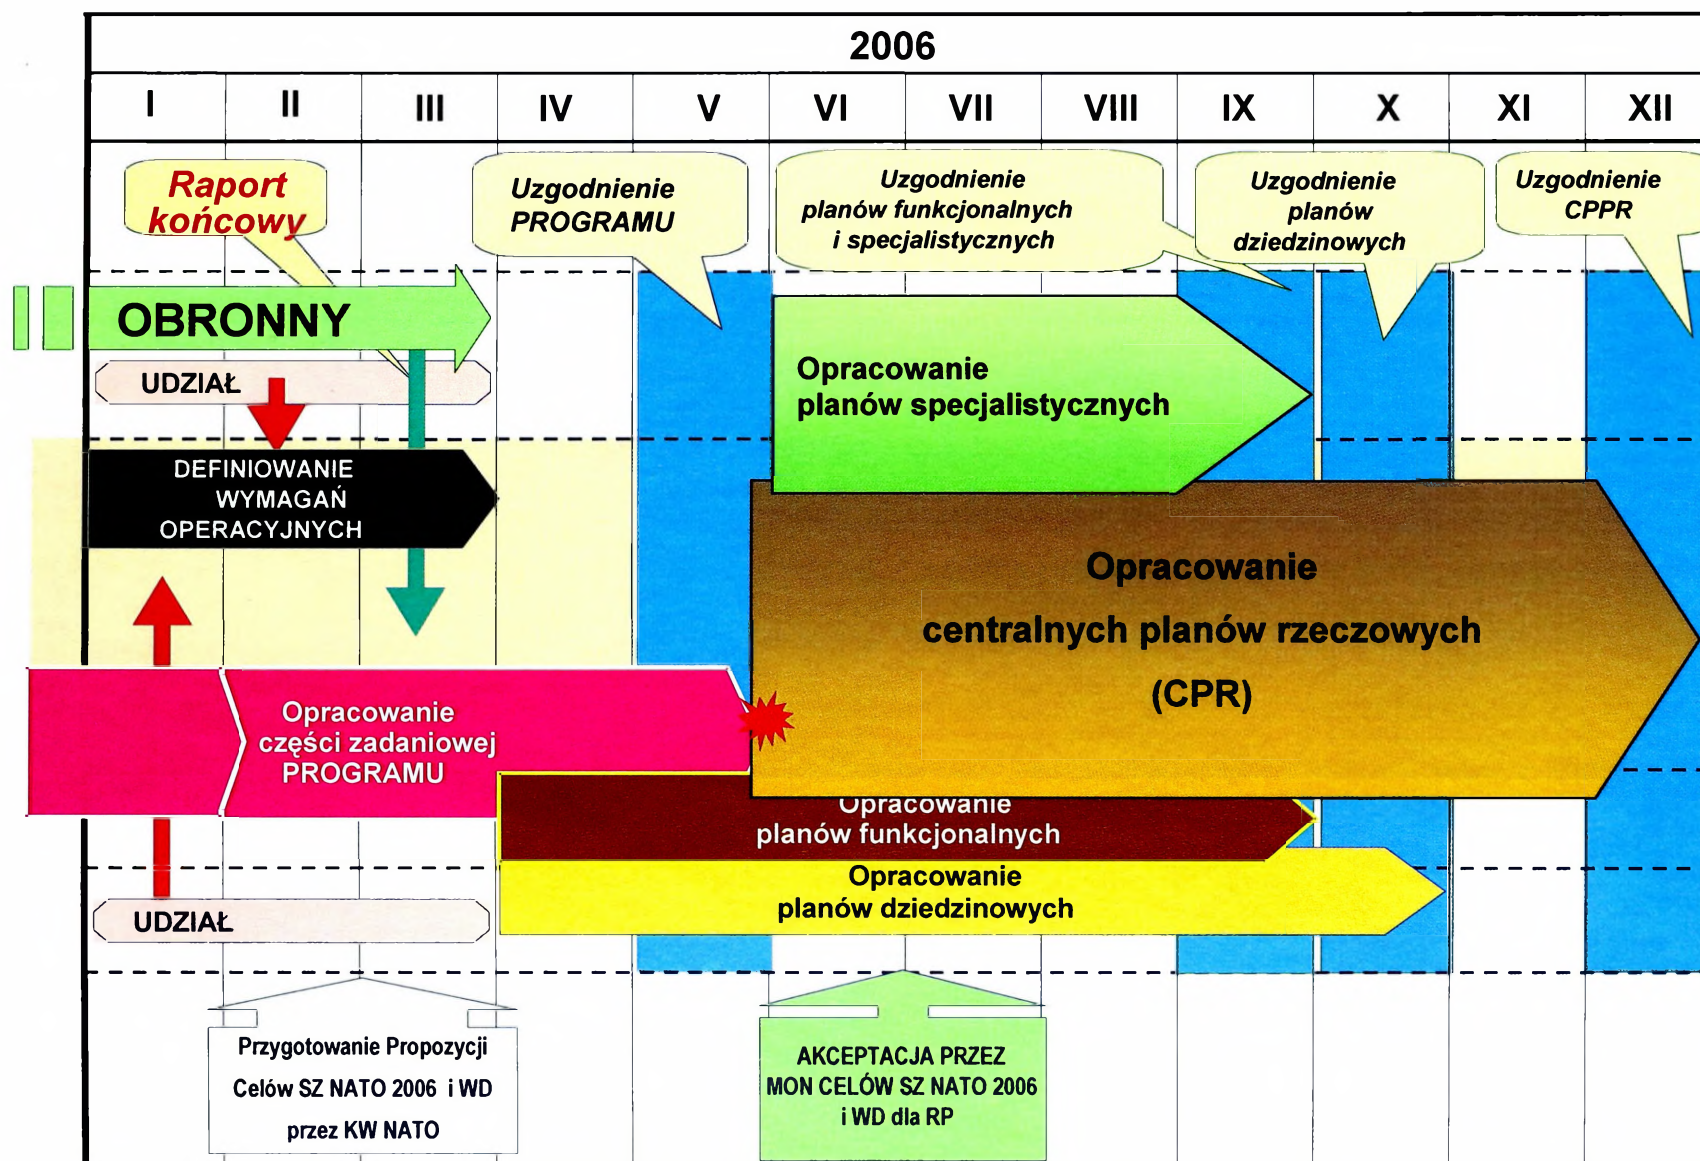 2006
I II III IV V VI VII VIII IX X XI XII
Raport
końcowy
Uzgodnienie
PROGRAMU
Uzgodnienie
planów funkcjonalnych
i specjalistycznych
Uzgodnienie
planów
dziedzinowych
Uzgodnienie
CPPR
OBRONNY
UDZIAŁ
Opracowanie
planów specjalistycznych
DEFINIOWANIE
WYMAGAŃ
OPERACYJNYCH
Opracowanie
centralnych planów rzeczowych
(CPR)
Opracowanie
części zadaniowej
PROGRAMU
Opracowanie
planów funkcjonalnych
Opracowanie
planów dziedzinowych
UDZIAŁ
Przygotowanie Propozycji
Celów SZ NATO 2006 i WD
przez KW NATO
AKCEPTACJA PRZEZ
MON CELÓW SZ NATO 2006
i WD dla RP